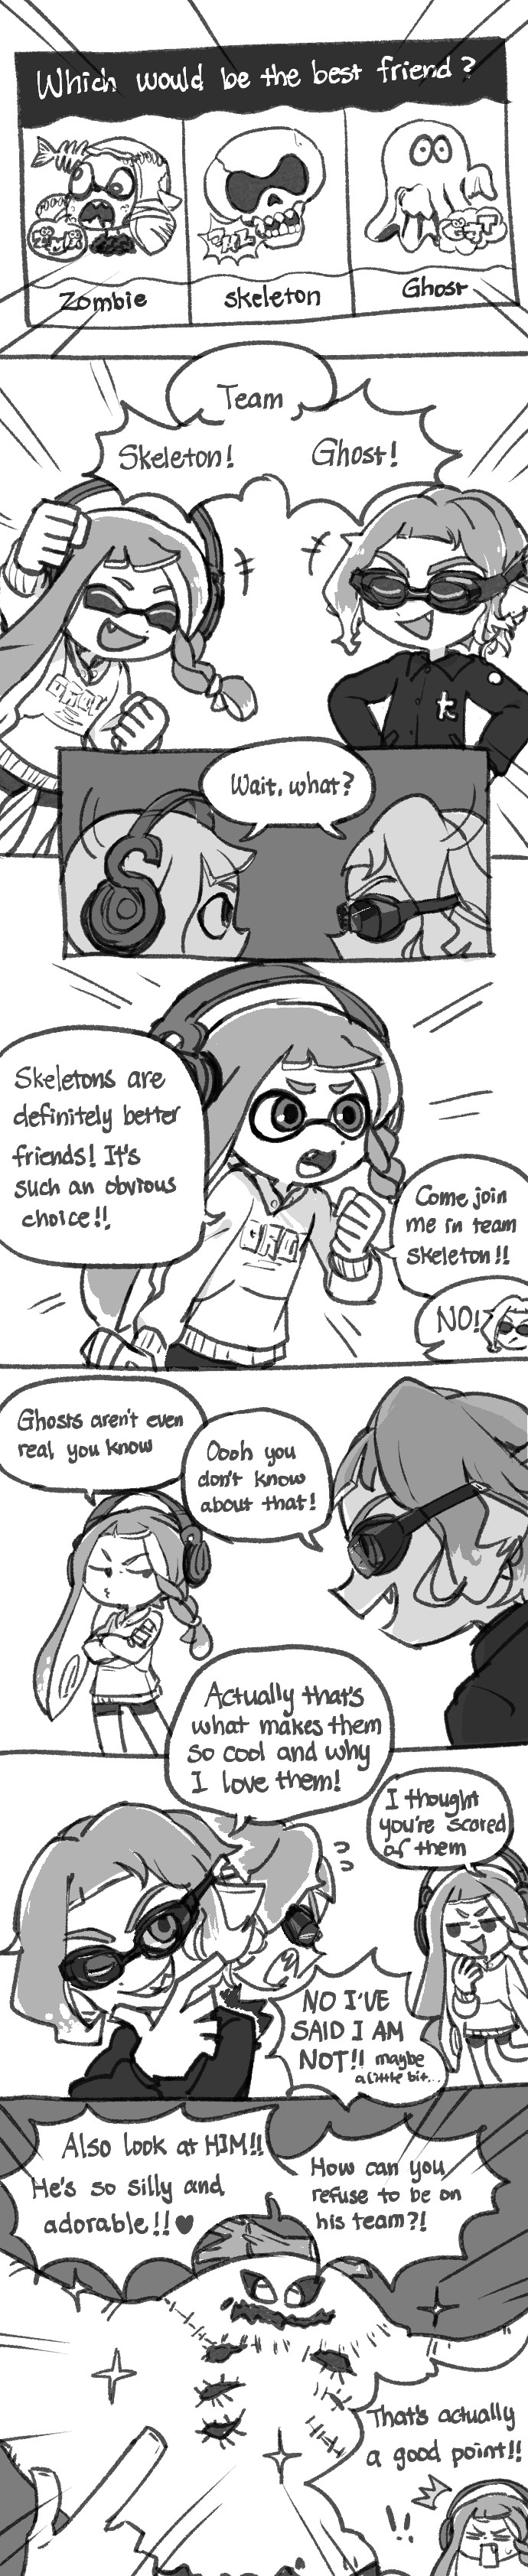 Which would be the best friend?
Zombie
skeleton
Ghost
Team
Skeleton!
Ghost!
Wait, what?
Skeletons are
definitely better
friends! It's
such an obvious
choice!!
Come join
me in team
skeleton!!
NO!
Ghosts aren't even
real, you know
Oooh you
don't know
about that!
Actually that's
what makes them
so cool and why
I love them!
I thought
you're scared
of them
NO I'VE
SAID I AM
NOT!! maybe
a little bit...
Also look at HIM!!
He's so silly and
adorable!!♥
How can you
refuse to be on
his team?!
That's actually
a good point!!
!!